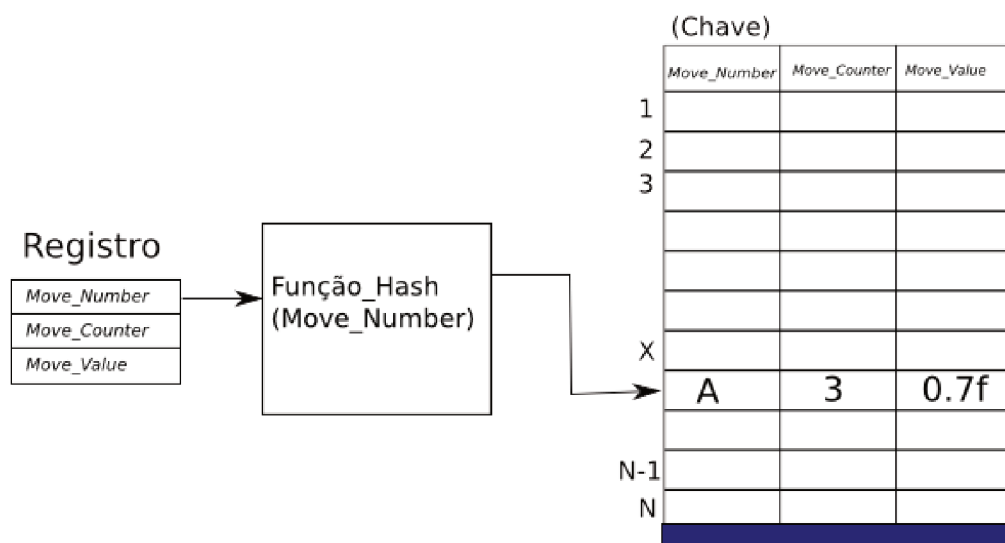 (Chave)
Move_Number Move_Counter Move_Value
1
2
3
Registro
Move_Number
Move_Counter
Move_Value
Função_Hash
(Move_Number)
X
A 3 0.7f
N-1
N